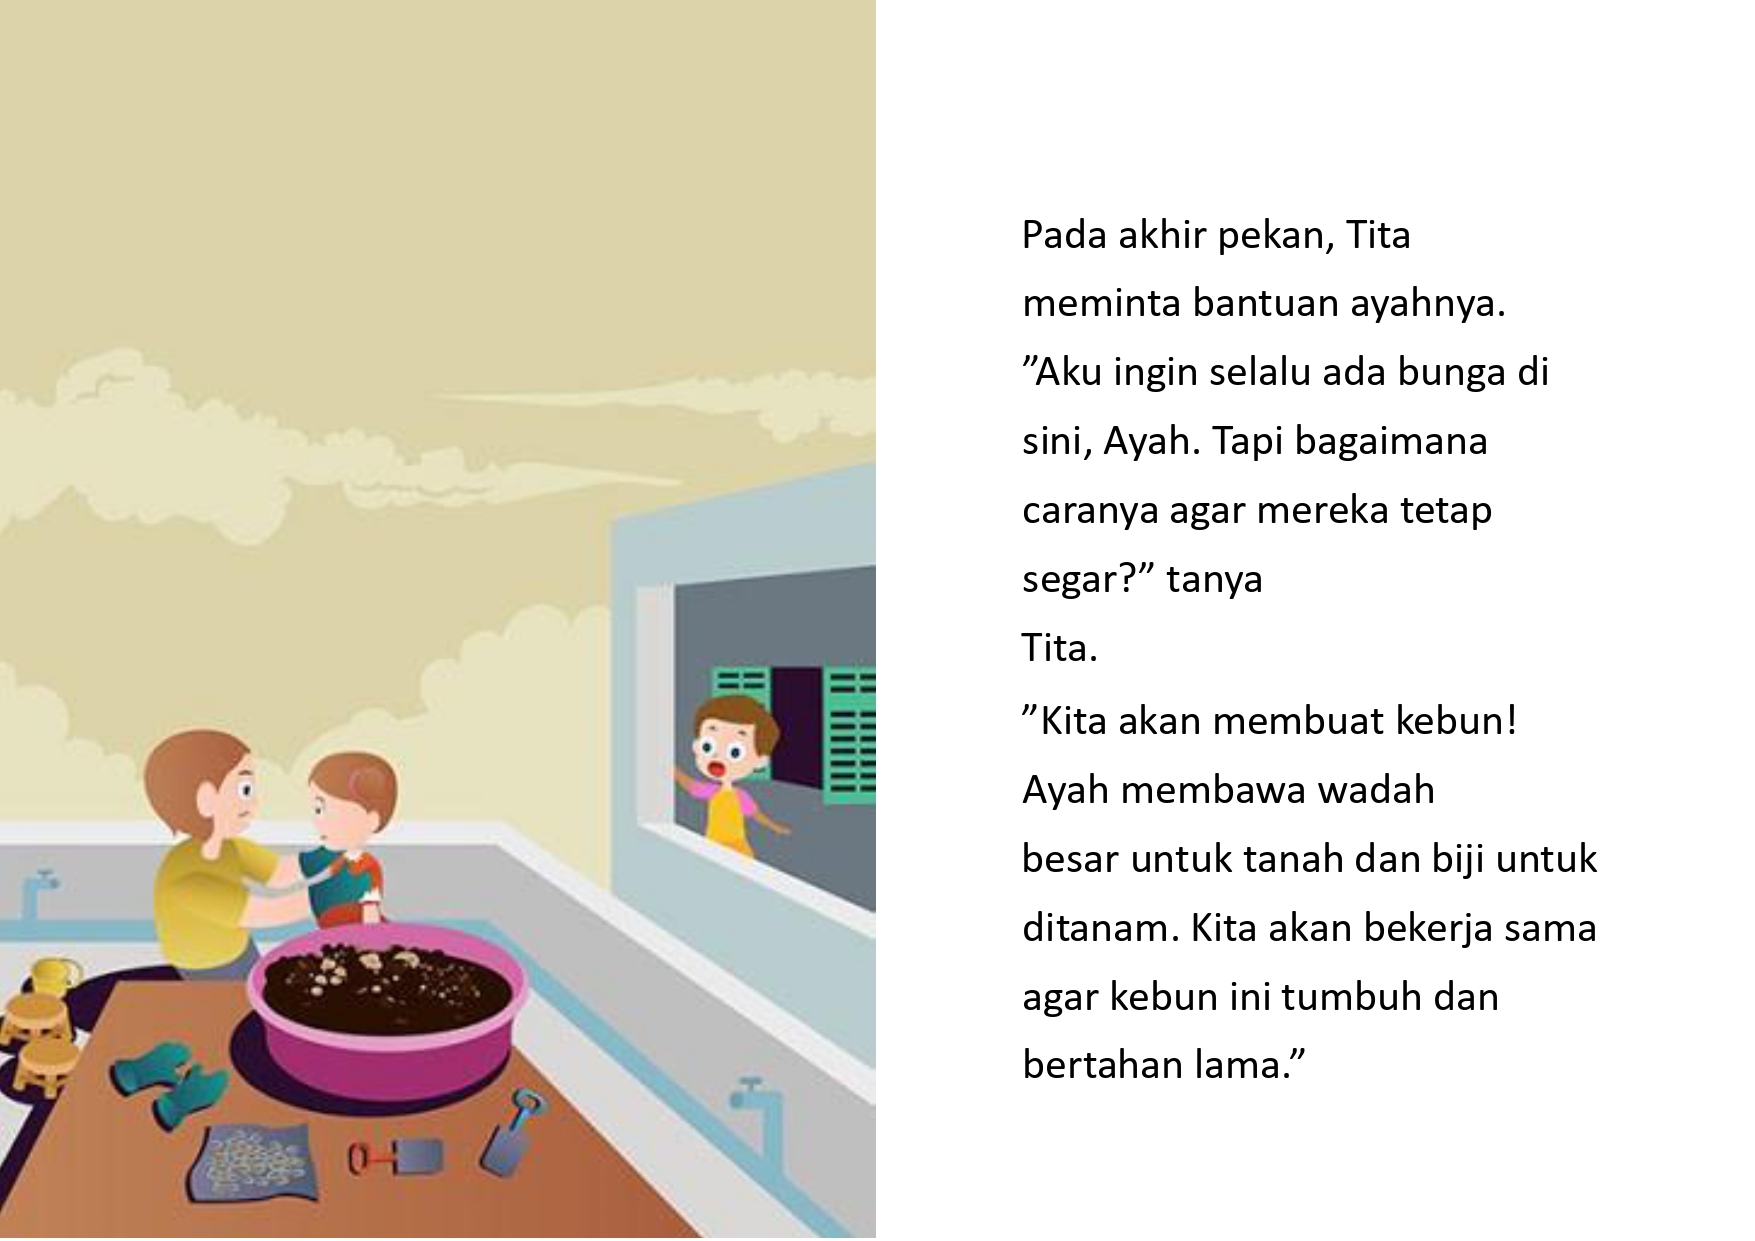 Pada akhir pekan, Tita
meminta bantuan ayahnya.
”Aku ingin selalu ada bunga di
sini, Ayah. Tapi bagaimana
caranya agar mereka tetap
segar?” tanya
Tita.
”Kita akan membuat kebun!
Ayah membawa wadah
besar untuk tanah dan biji untuk
ditanam. Kita akan bekerja sama
agar kebun ini tumbuh dan
bertahan lama.”